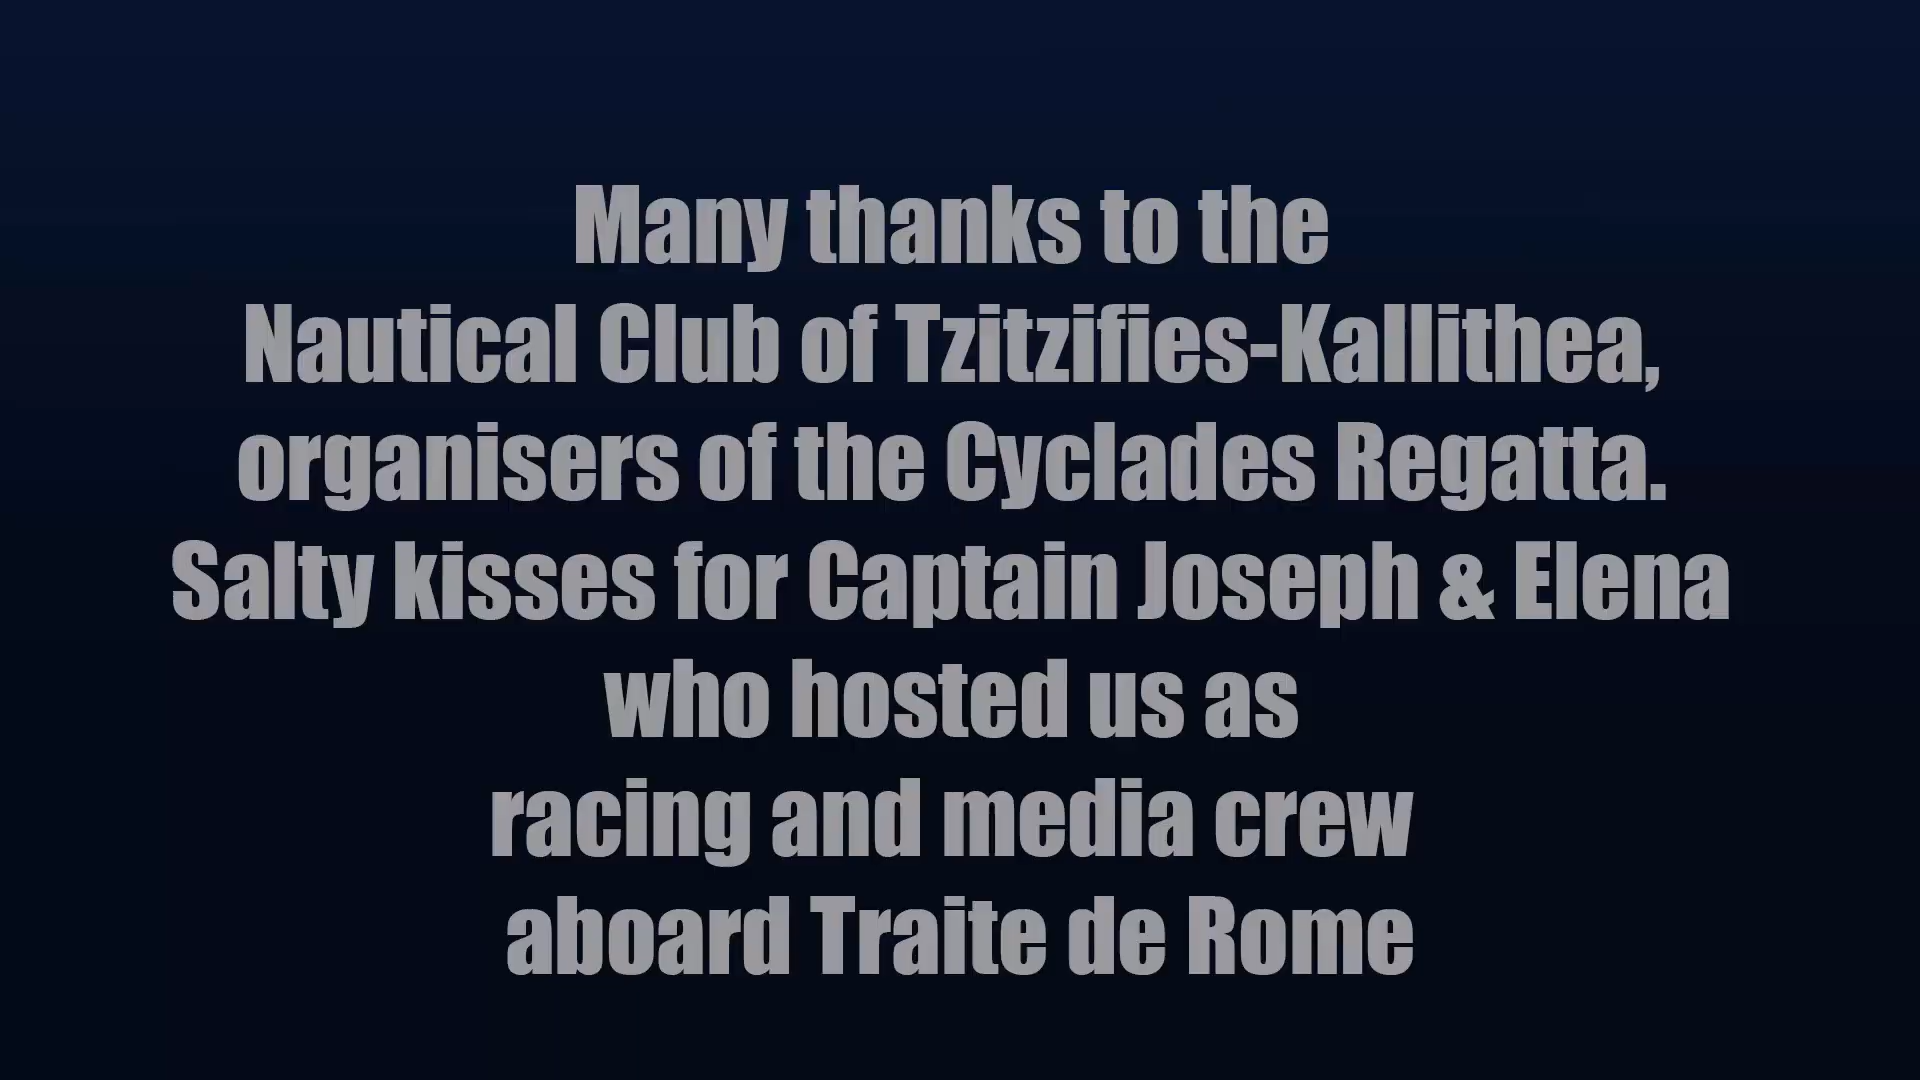 Many thanks to the
Nautical Club of Tzitzifies-Kallithea,
organisers of the Cyclades Regatta.
Salty kisses for Captain Joseph & Elena
who hosted us as
racing and media crew
aboard Traite de Rome